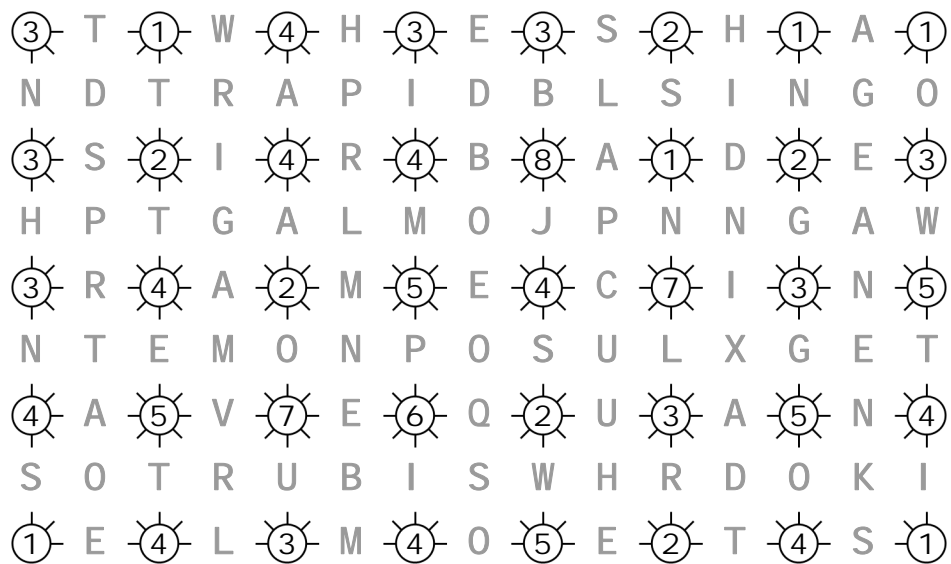 3 T 1 W 4 H 3 E 3 S 2 H 1 A 1
N D T R A P I D B L S I N G O
3 S 2 I 4 R 4 B 8 A 1 D 2 E 3
H P T G A L M O J P N N G A W
3 R 4 A 2 M 5 E 4 C 7 I 3 N 5
N T E M O N P O S U L X G E T
4 A 5 V 7 E 6 Q 2 U 3 A 5 N 4
S O T R U B I S W H R D O K I
1 E 4 L 3 M 4 O 5 E 2 T 4 S 1